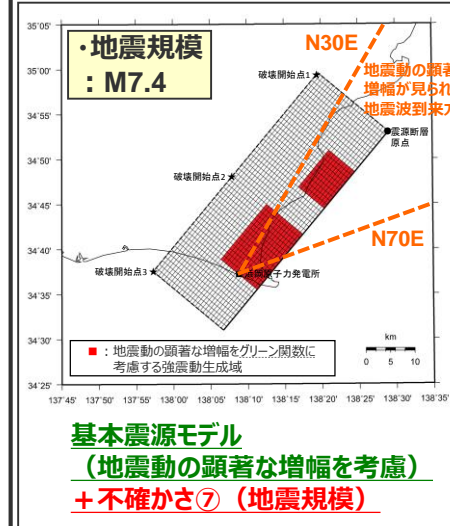 ・地震規模
: M7.4
N30E
地震動の顕著
増幅が見られ
地震波到来方
破壊開始点1
震源断層
原点
破壊開始点2
N70E
破壊開始点3
原子力発電所
km
0 5 10
■ : 地震動の顕著な増幅をグリーン関数に
考慮する強震動生成域
35˚05'
35˚00'
34˚55'
34˚50'
34˚45'
34˚40'
34˚35'
34˚30'
34˚25'
137˚45' 137˚50' 137˚55' 138˚00' 138˚05' 138˚10' 138˚15' 138˚20' 138˚25' 138˚30' 138˚35'
基本震源モデル
（地震動の顕著な増幅を考慮）
＋不確かさ⑦（地震規模）